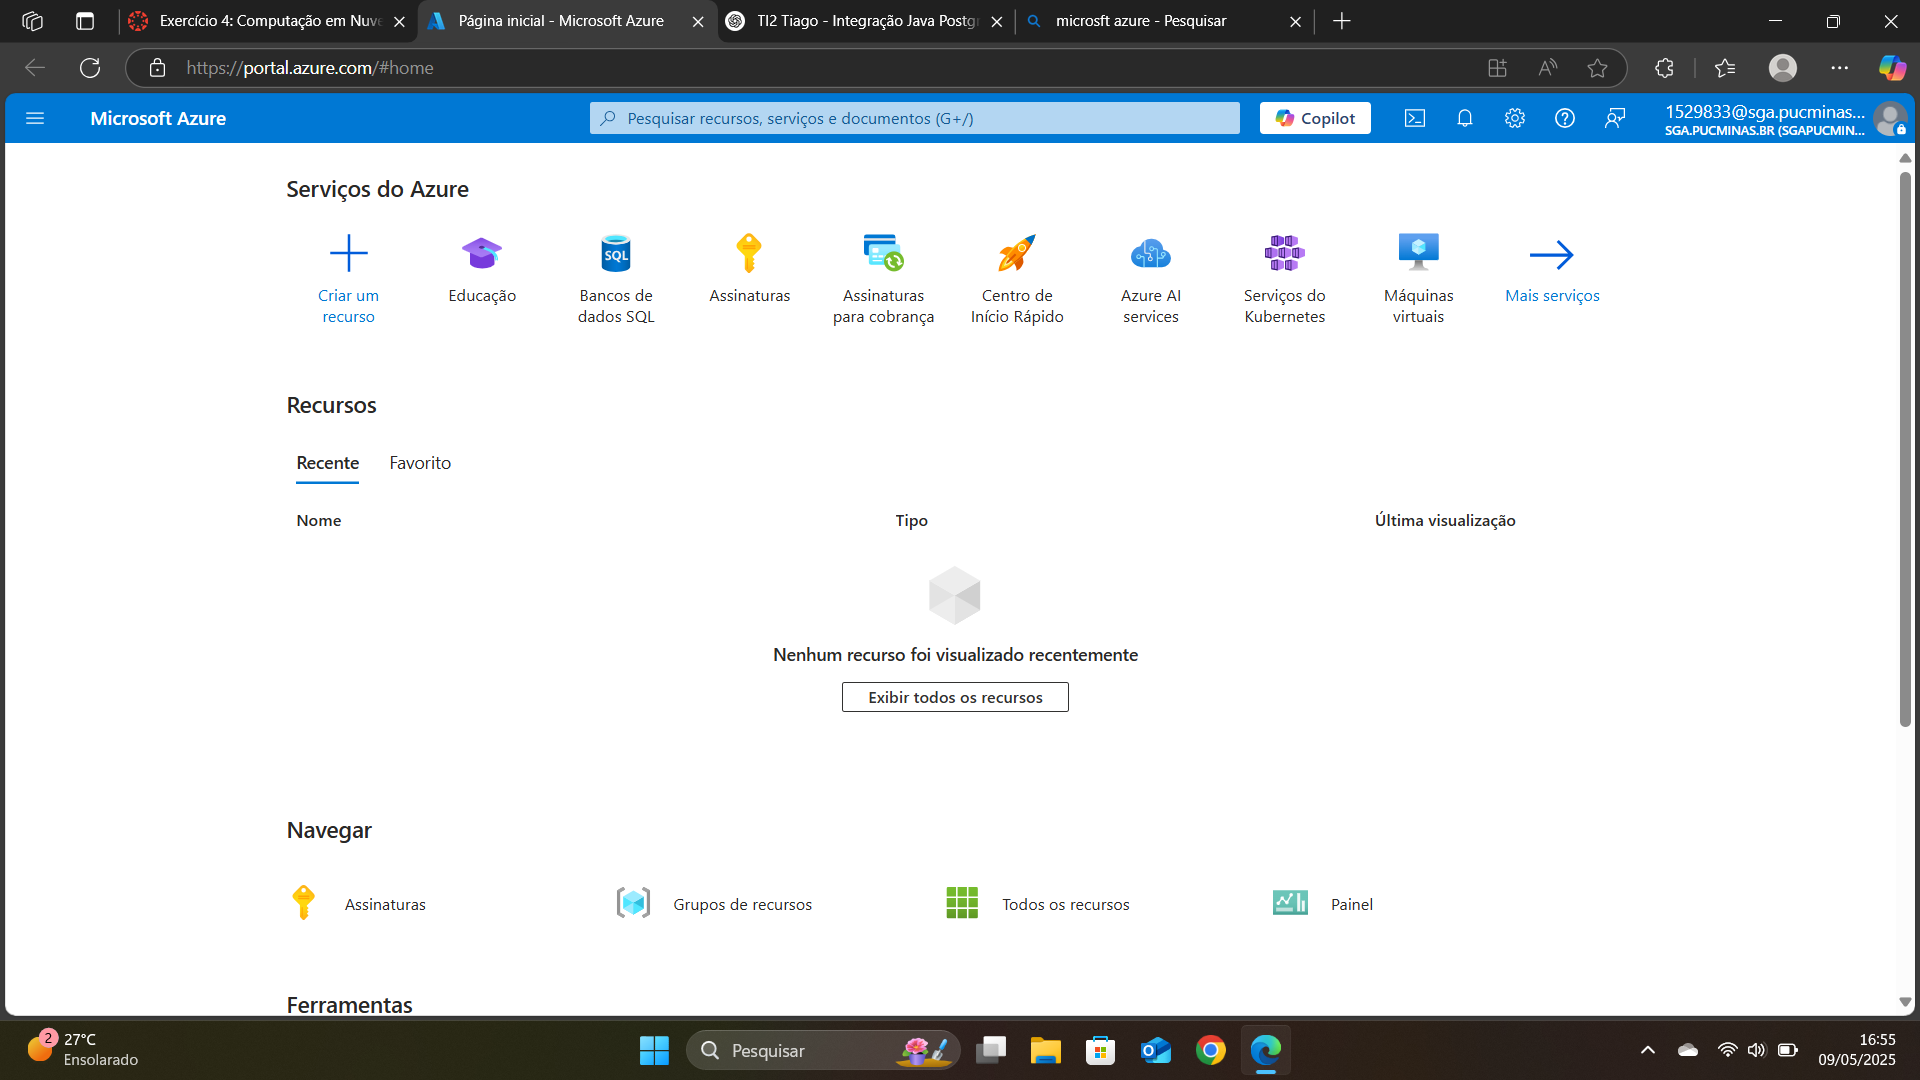 Exercício 4: Computação em Nuve
Página inicial - Microsoft Azure
TI2 Tiago - Integração Java Postgr
microsft azure - Pesquisar
https://portal.azure.com/#home
Microsoft Azure
Pesquisar recursos, serviços e documentos (G+/)
Copilot
1529833@sga.pucminas...
SGA.PUCMINAS.BR (SGAPUCMIN...
Serviços do Azure
Criar um recurso
Educação
SQL
Bancos de dados SQL
Assinaturas
Assinaturas para cobrança
Centro de Início Rápido
Azure AI services
Serviços do Kubernetes
Máquinas virtuais
Mais serviços
Recursos
Recente
Favorito
Nome
Tipo
Última visualização
Nenhum recurso foi visualizado recentemente
Exibir todos os recursos
Navegar
Assinaturas
Grupos de recursos
Todos os recursos
Painel
Ferramentas
2
27°C
Ensolarado
Pesquisar
16:55
09/05/2025